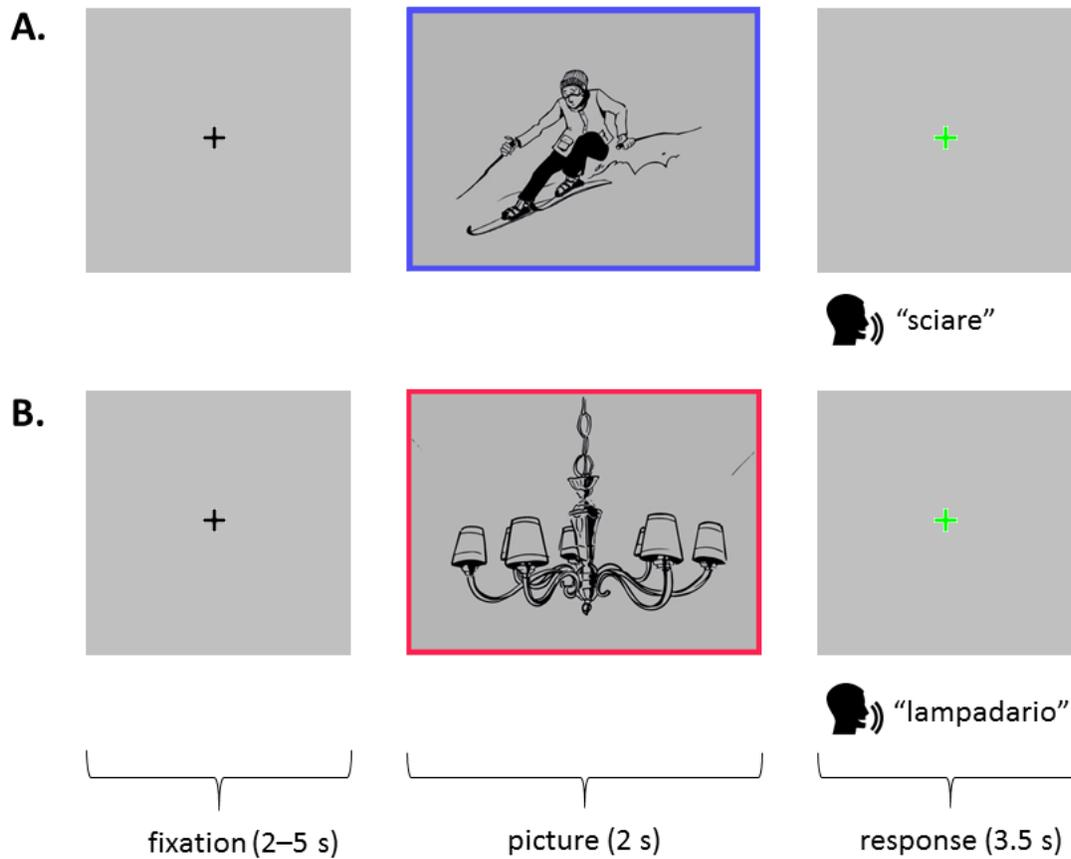 A.
“sciare”
B.
“lampadario”
fixation (2–5 s)
picture (2 s)
response (3.5 s)